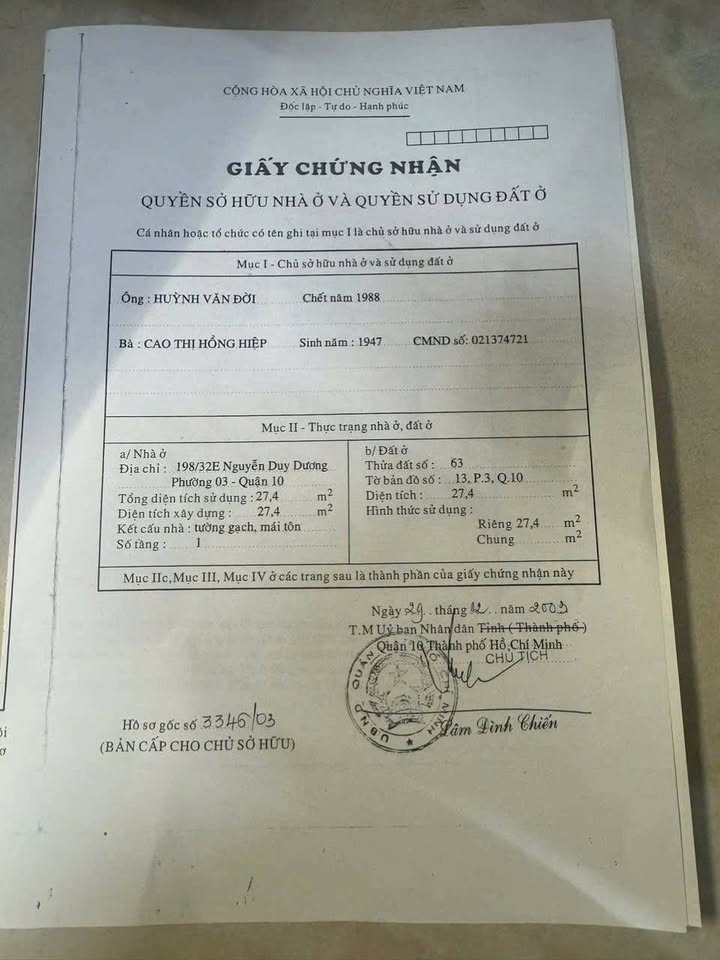 CỘNG HÒA XÃ HỘI CHỦ NGHĨA VIỆT NAM
Độc lập - Tự do - Hạnh phúc
GIẤY CHỨNG NHẬN
QUYỀN SỞ HỮU NHÀ Ở VÀ QUYỀN SỬ DỤNG ĐẤT Ở
Cá nhân hoặc tổ chức có tên ghi tại mục I là chủ sở hữu nhà ở và sử dụng đất ở
Mục I - Chủ sở hữu nhà ở và sử dụng đất ở
Ông : HUỲNH VĂN ĐỜI Chết năm 1988
Bà : CAO THỊ HỒNG HIỆP Sinh năm : 1947 CMND số: 021374721
Mục II - Thực trạng nhà ở, đất ở
a/ Nhà ở
Địa chỉ : 198/32E Nguyễn Duy Dương
Phường 03 - Quận 10
Tổng diện tích sử dụng : 27,4 m2
Diện tích xây dựng : 27,4 m2
Kết cấu nhà : tường gạch, mái tôn
Số tầng : 1
b/ Đất ở
Thửa đất số : 63
Tờ bản đồ số : 13, P.3, Q.10
Diện tích : 27,4 m2
Hình thức sử dụng :
Riêng 27,4 m2
Chung m2
Mục IIc, Mục III, Mục IV ở các trang sau là thành phần của giấy chứng nhận này
Ngày 29 tháng 12 năm 2003
T.M Uỷ ban Nhân dân Tỉnh ( Thành phố )
Quận 10 Thành phố Hồ Chí Minh
CHỦ TỊCH
Lâm Đình Chiến
Hồ sơ gốc số 3346/03
(BẢN CẤP CHO CHỦ SỞ HỮU)